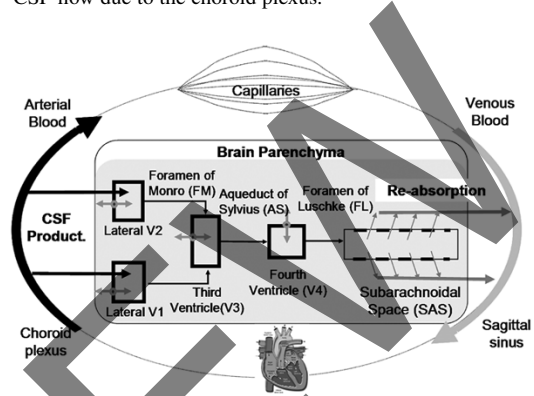 CSF flow due to the choroid plexus.
Capillaries
Arterial
Blood
Venous
Blood
Brain Parenchyma
Foramen of
Monro (FM)
Aqueduct of
Sylvius (AS)
Foramen of
Luschke (FL)
Re-absorption
CSF
Product.
Lateral V2
Lateral V1
Third
Ventricle(V3)
Fourth
Ventricle (V4)
Subarachnoidal
Space (SAS)
Choroid
plexus
Sagittal
sinus